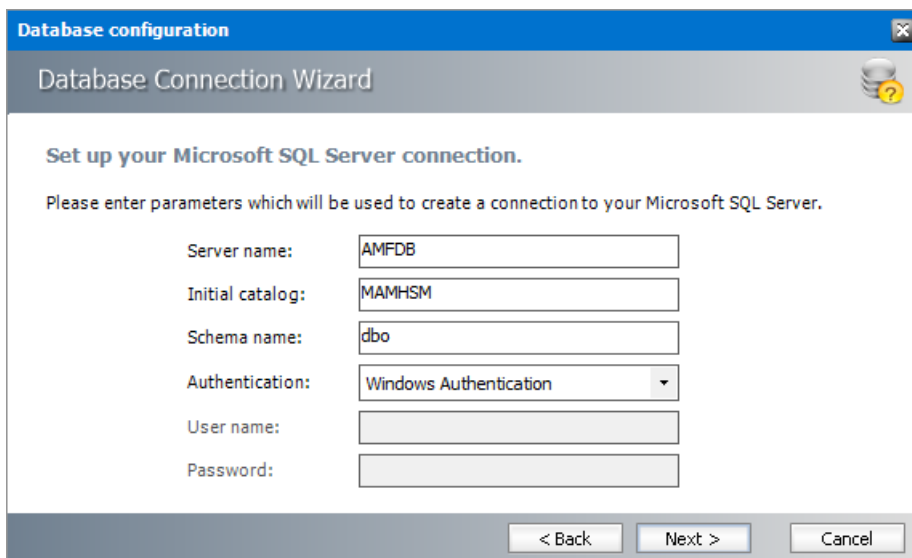 Database configuration
Database Connection Wizard
Set up your Microsoft SQL Server connection.
Please enter parameters which will be used to create a connection to your Microsoft SQL Server.
Server name: AMFDB
Initial catalog: MAMHSM
Schema name: dbo
Authentication: Windows Authentication
User name:
Password:
< Back Next > Cancel